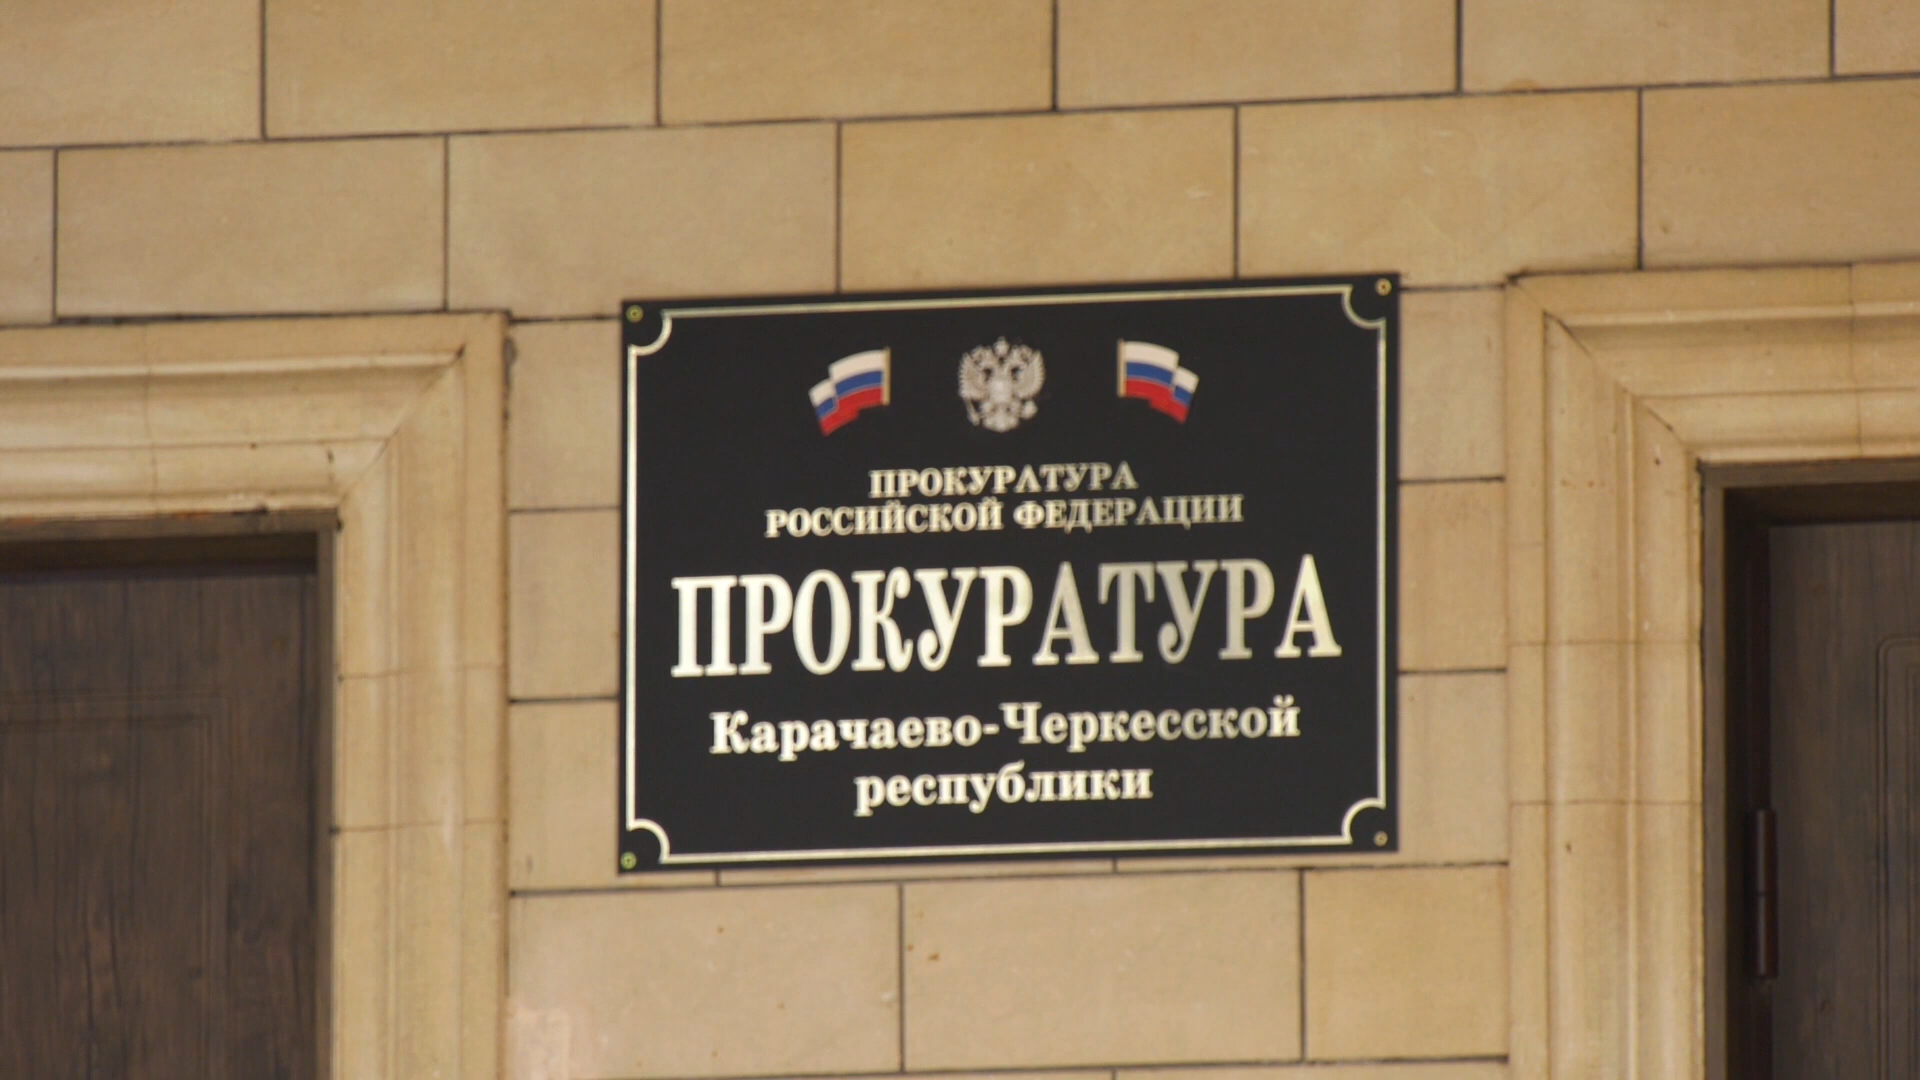 ПРОКУРАТУРА
РОССИЙСКОЙ ФЕДЕРАЦИИ
ПРОКУРАТУРА
Карачаево-Черкесской
республики